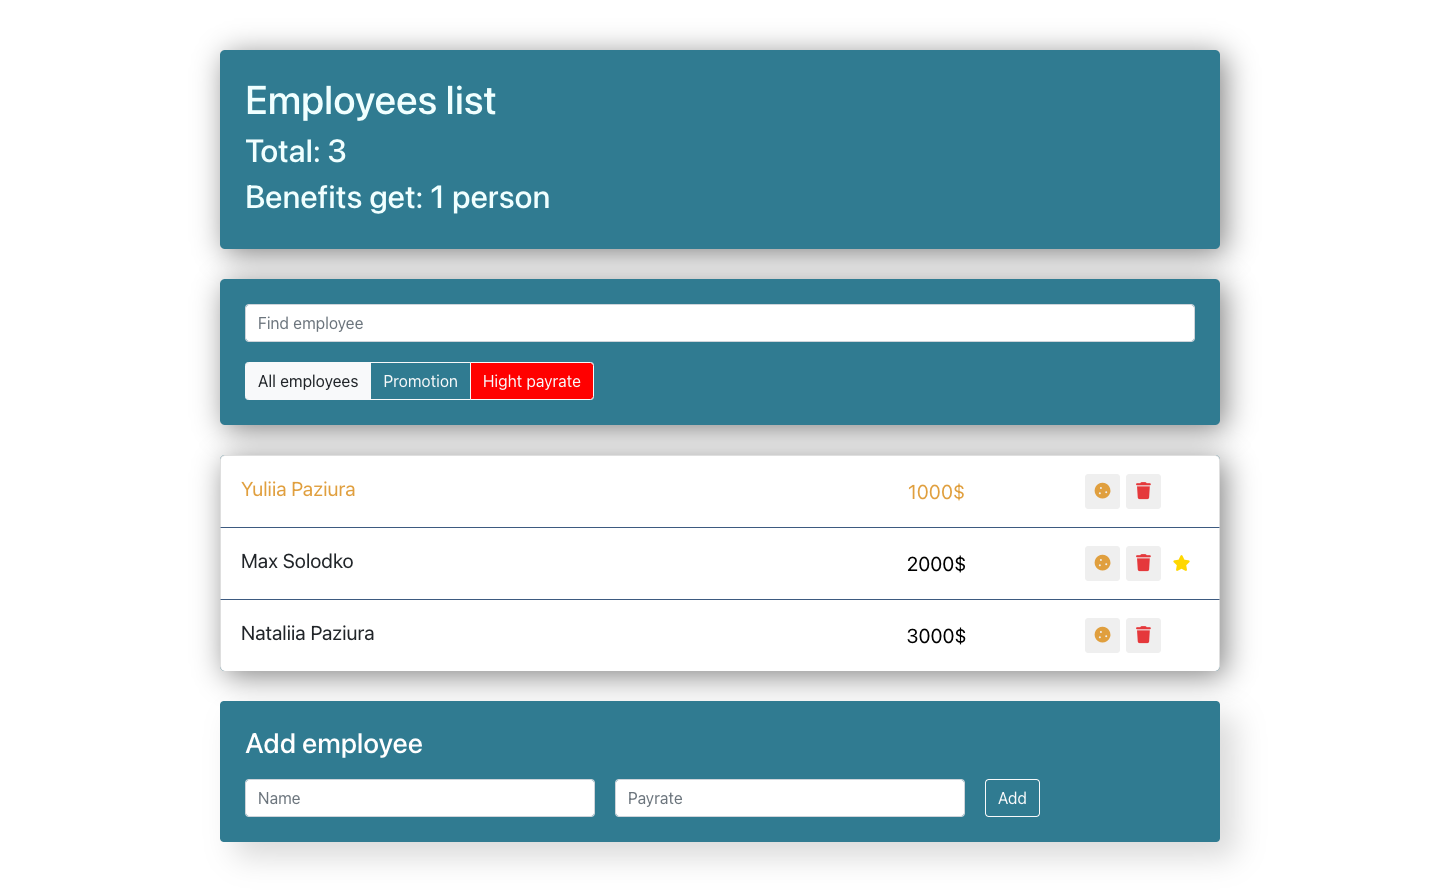 Employees list
Total: 3
Benefits get: 1 person
Find employee
All employees Promotion Hight payrate
Yuliia Paziura 1000$
Max Solodko 2000$
Nataliia Paziura 3000$
Add employee
Name Payrate Add